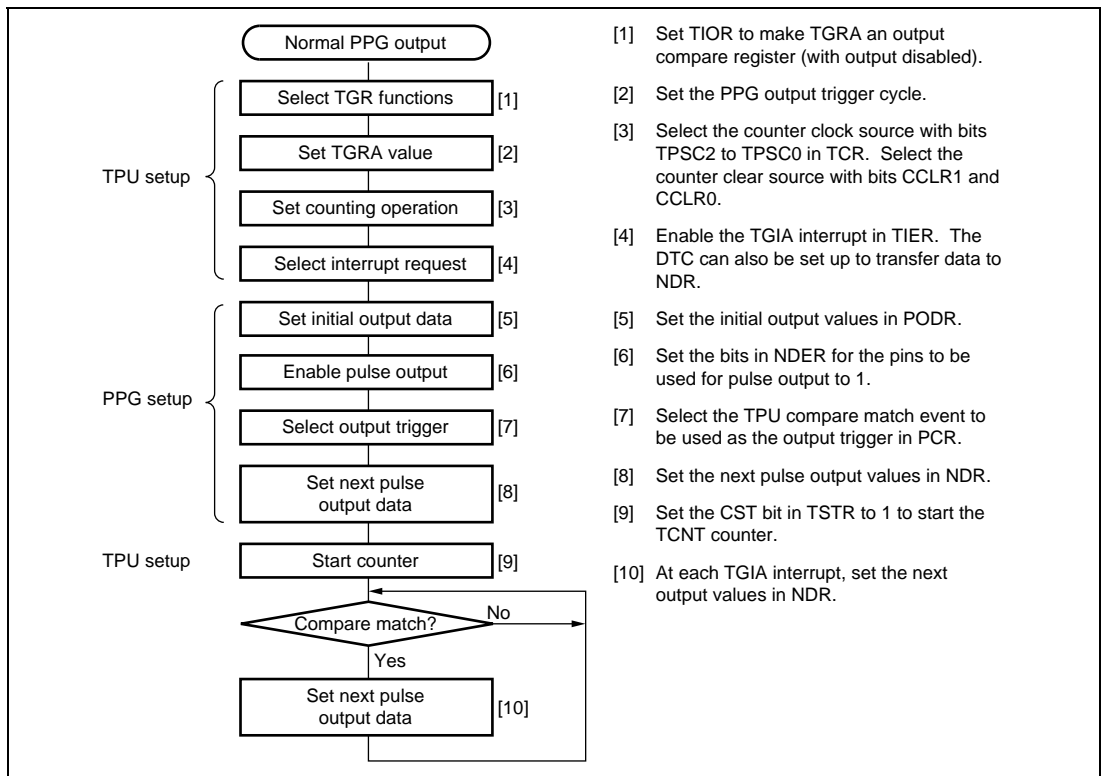 Normal PPG output
Select TGR functions [1]
Set TGRA value [2]
TPU setup
Set counting operation [3]
Select interrupt request [4]
Set initial output data [5]
Enable pulse output [6]
PPG setup
Select output trigger [7]
Set next pulse
output data
[8]
TPU setup
Start counter [9]
Compare match?
No
Yes
Set next pulse
output data
[10]
[1] Set TIOR to make TGRA an output
compare register (with output disabled).
[2] Set the PPG output trigger cycle.
[3] Select the counter clock source with bits
TPSC2 to TPSC0 in TCR. Select the
counter clear source with bits CCLR1 and
CCLR0.
[4] Enable the TGIA interrupt in TIER. The
DTC can also be set up to transfer data to
NDR.
[5] Set the initial output values in PODR.
[6] Set the bits in NDER for the pins to be
used for pulse output to 1.
[7] Select the TPU compare match event to
be used as the output trigger in PCR.
[8] Set the next pulse output values in NDR.
[9] Set the CST bit in TSTR to 1 to start the
TCNT counter.
[10] At each TGIA interrupt, set the next
output values in NDR.